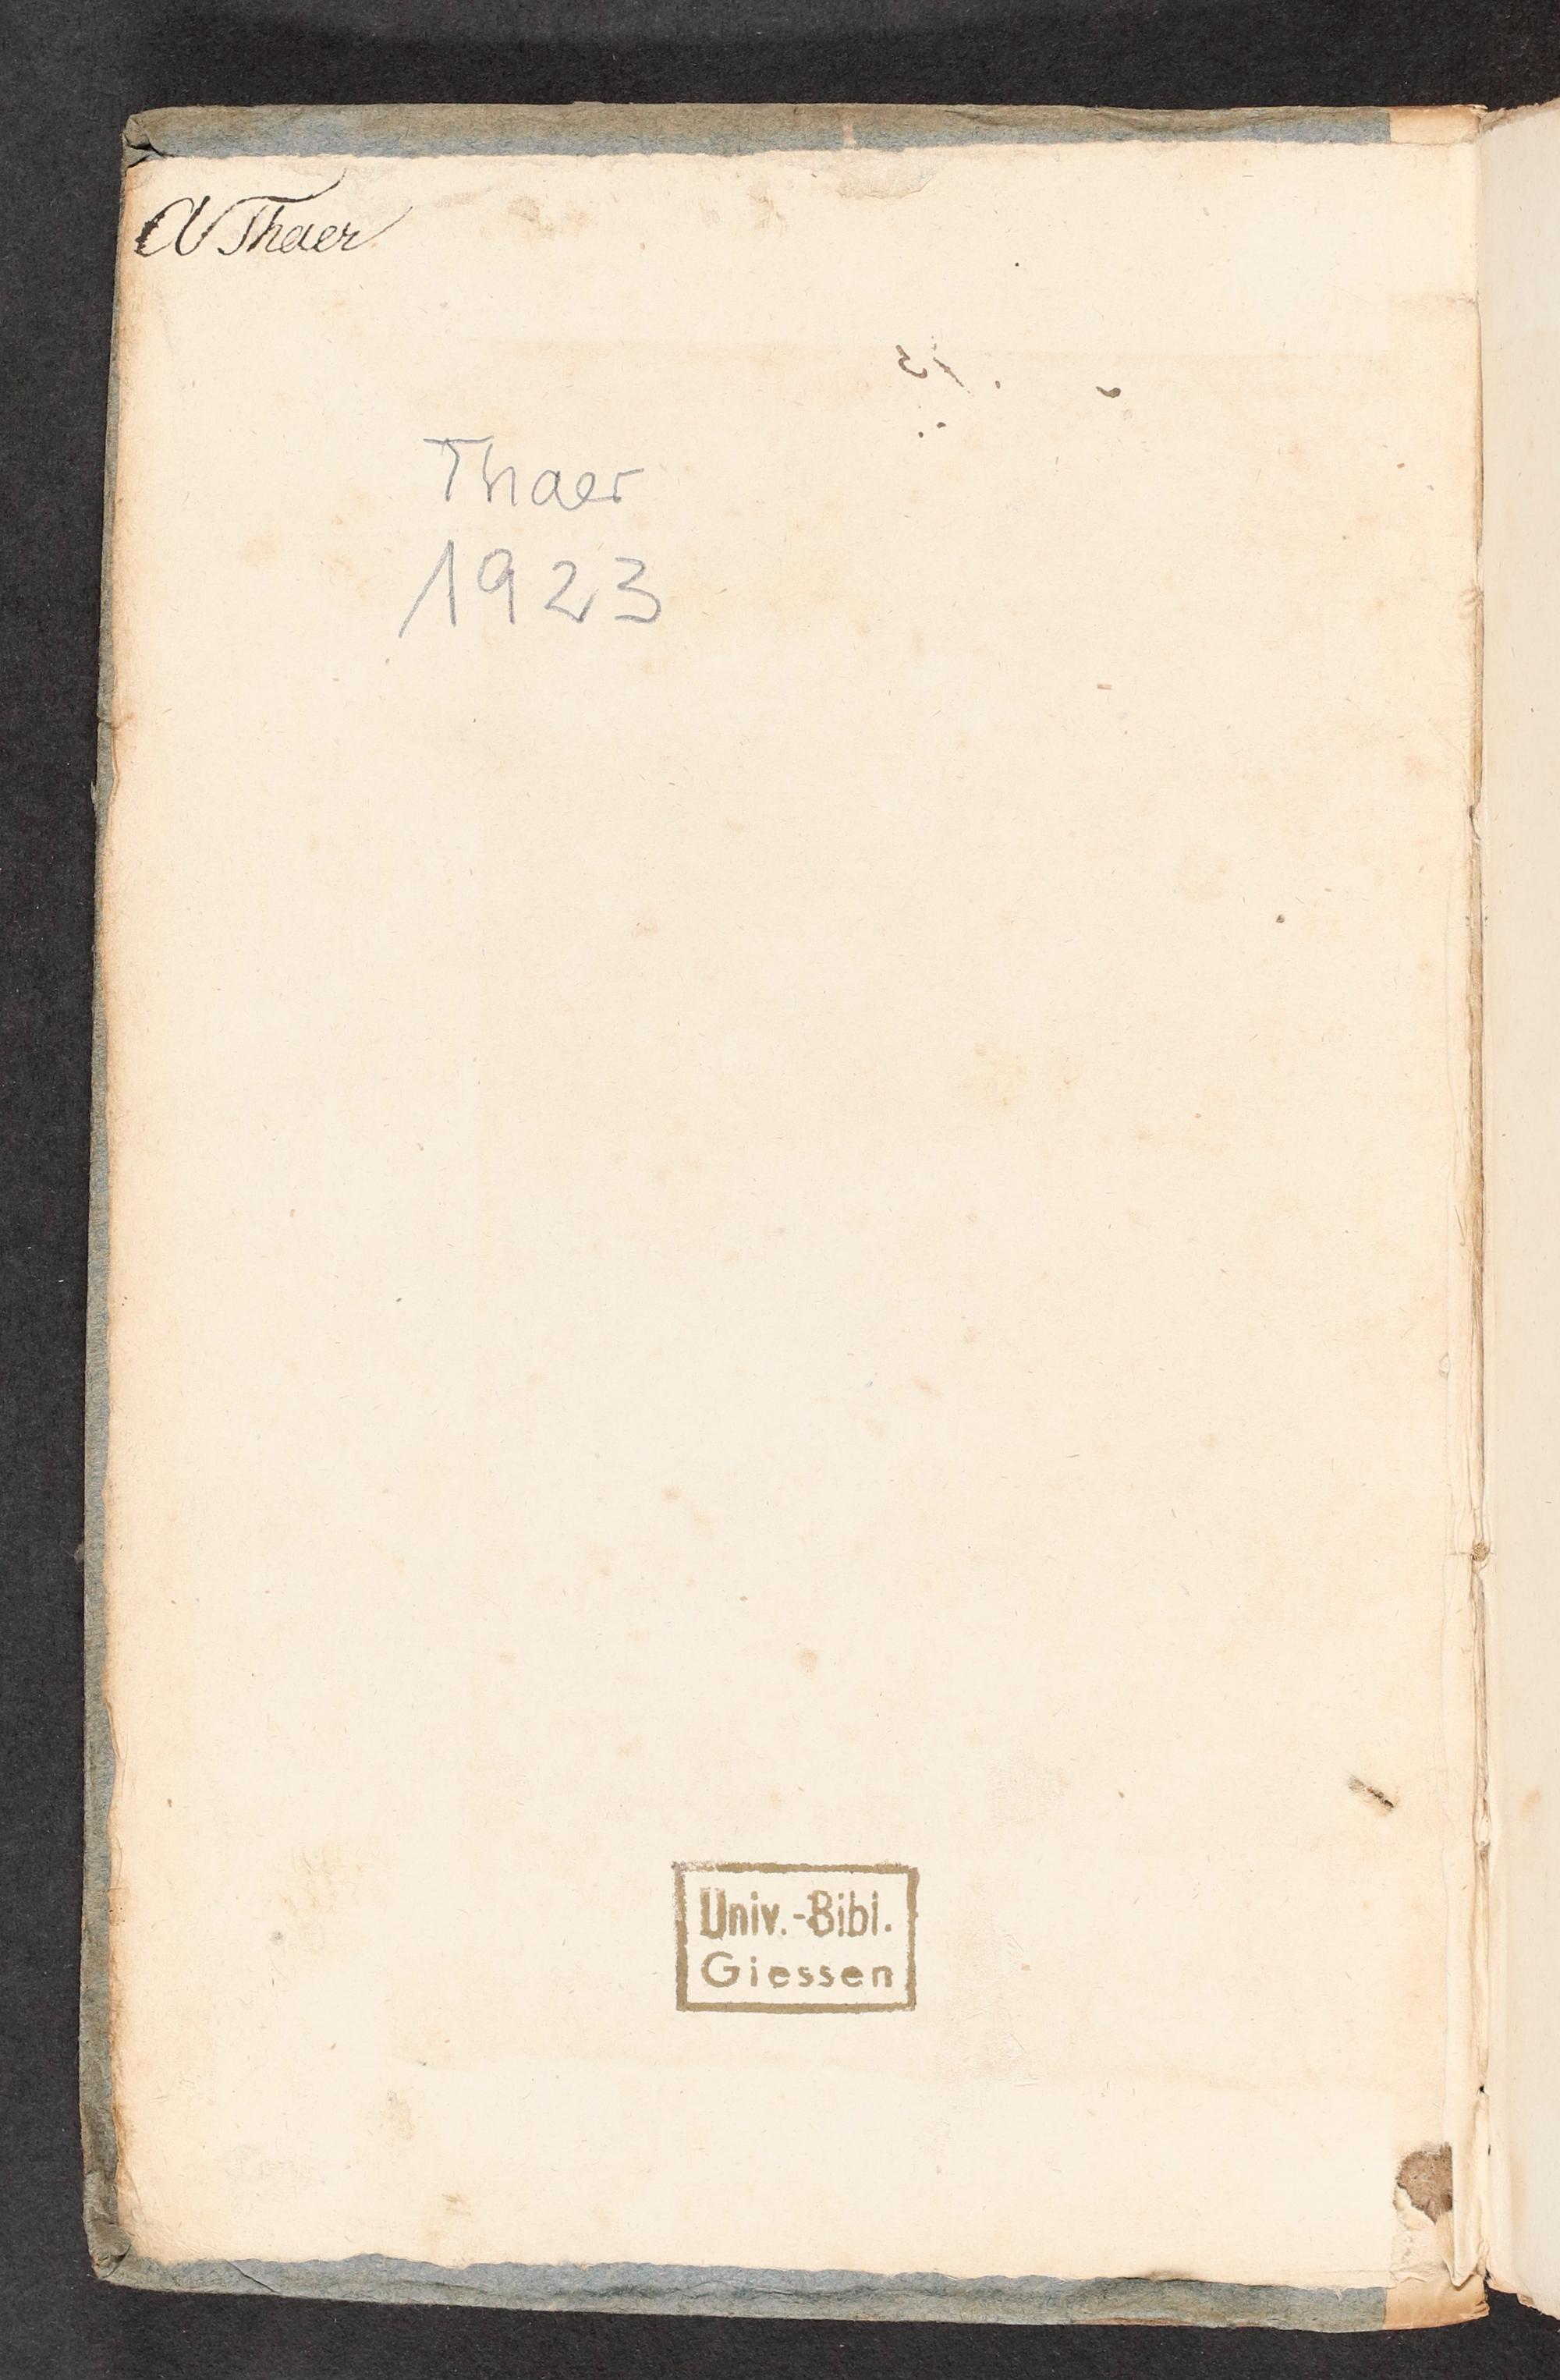 A Thaer
Thaer
1923
Univ.-Bibl.
Giessen